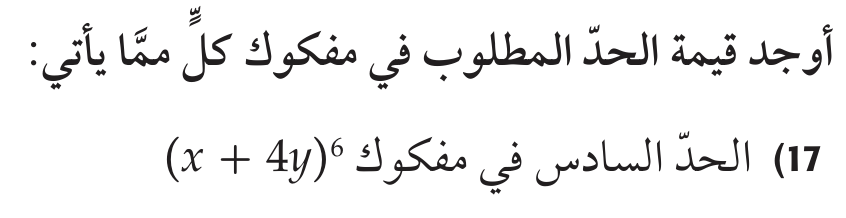 أوجد قيمة الحدّ المطلوب في مفكوك كلٍّ ممَّا يأتي:
17) الحدّ السادس في مفكوك (x + 4y)⁶